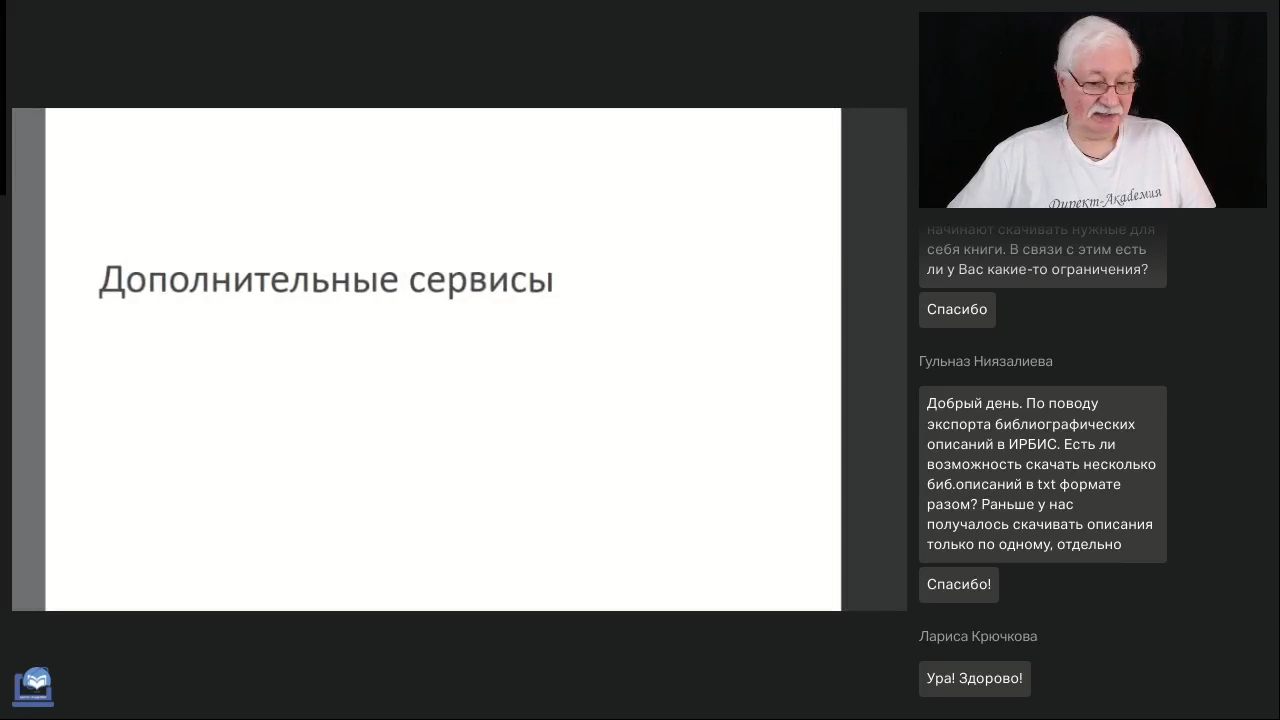 Дополнительные сервисы
Директ-Академия
начинают скачивать нужные для
себя книги. В связи с этим есть
ли у Вас какие-то ограничения?
Спасибо
Гульназ Ниязалиева
Добрый день. По поводу
экспорта библиографических
описаний в ИРБИС. Есть ли
возможность скачать несколько
биб.описаний в txt формате
разом? Раньше у нас
получалось скачивать описания
только по одному, отдельно
Спасибо!
Лариса Крючкова
Ура! Здорово!